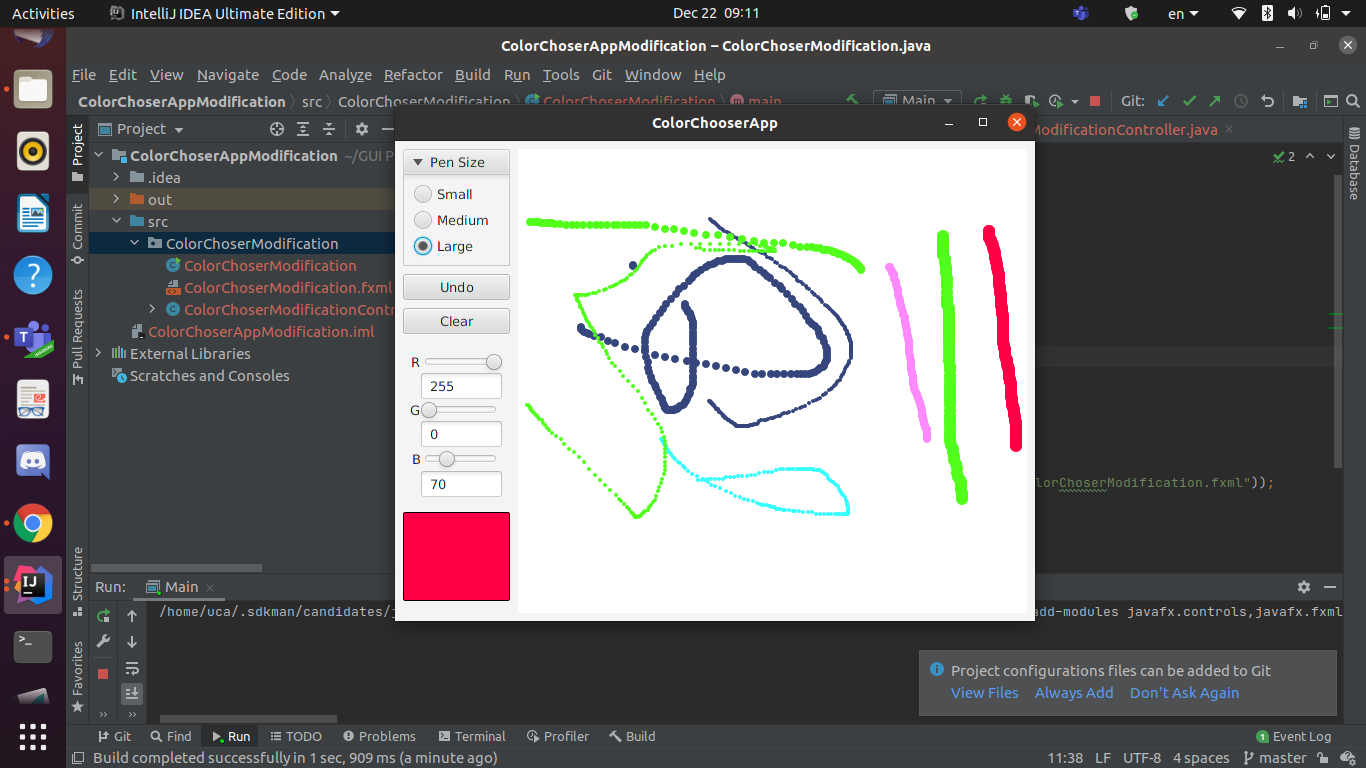 Activities
IntelliJ IDEA Ultimate Edition
Dec 22 09:11
en
ColorChoserAppModification – ColorChoserModification.java
File Edit View Navigate Code Analyze Refactor Build Run Tools Git Window Help
ColorChoserAppModification src ColorChoserModification ColorChoserModification main
Main
Git:
ColorChooserApp
Project
Project
ModificationController.java
ColorChoserAppModification ~/GUI P
.idea
out
src
ColorChoserModification
ColorChoserModification
ColorChoserModification.fxml
ColorChoserModificationContr
ColorChoserAppModification.iml
External Libraries
Scratches and Consoles
Commit
Pull Requests
Structure
Favorites
Pen Size
Small
Medium
Large
Undo
Clear
R
255
G
0
B
70
2
Database
lorChoserModification.fxml"));
Run:
Main
/home/uca/.sdkman/candidates/j
add-modules javafx.controls,javafx.fxml
Project configurations files can be added to Git
View Files Always Add Don't Ask Again
Git Find Run TODO Problems Terminal Profiler Build
1 Event Log
Build completed successfully in 1 sec, 909 ms (a minute ago)
11:38 LF UTF-8 4 spaces master